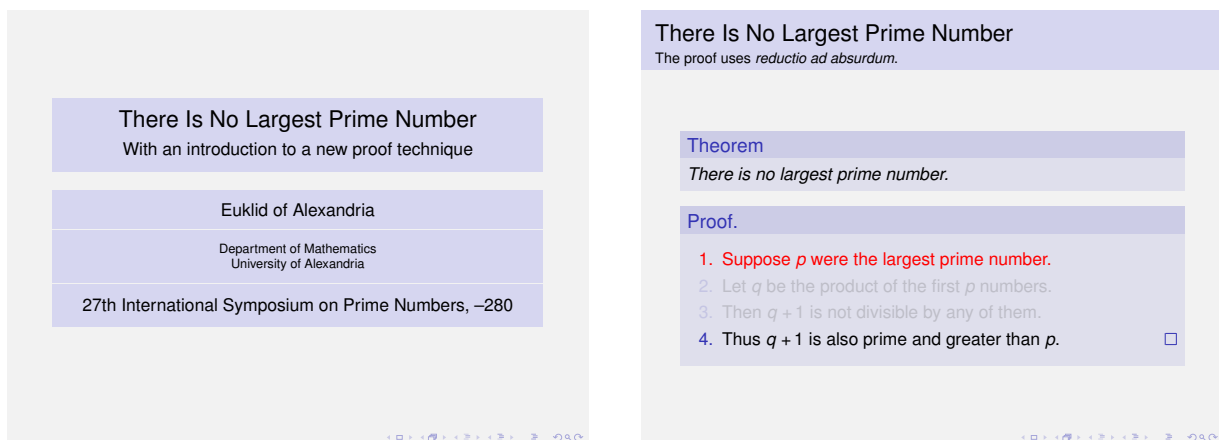 There Is No Largest Prime Number
With an introduction to a new proof technique
Euklid of Alexandria
Department of Mathematics
University of Alexandria
27th International Symposium on Prime Numbers, –280
There Is No Largest Prime Number
The proof uses reductio ad absurdum.
Theorem
There is no largest prime number.
Proof.
1. Suppose p were the largest prime number.
2. Let q be the product of the first p numbers.
3. Then q + 1 is not divisible by any of them.
4. Thus q + 1 is also prime and greater than p. □